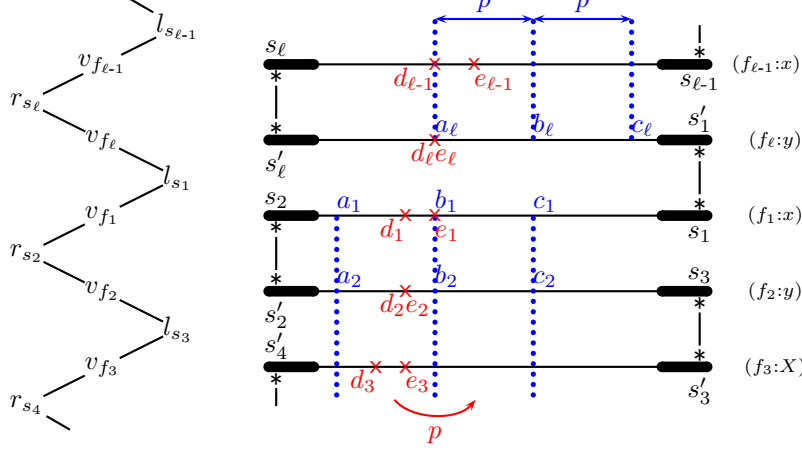 p p
l_{s_{ℓ-1}}
s_ℓ * v_{f_{ℓ-1}} × × d_{ℓ-1} e_{ℓ-1} s_{ℓ-1} (f_{ℓ-1}:x)
r_{s_ℓ} *
v_{f_ℓ} * s'_ℓ × a_ℓ b_ℓ c_ℓ d_ℓ e_ℓ s'_1 * (f_ℓ:y)
l_{s_1}
v_{f_1} s_2 * a_1 b_1 c_1 × × d_1 e_1 * s_1 (f_1:x)
r_{s_2}
v_{f_2} * s'_2 a_2 b_2 c_2 × d_2 e_2 s_3 * (f_2:y)
l_{s_3}
v_{f_3} s'_4 * × × d_3 e_3 * s'_3 (f_3:X)
r_{s_4}
p